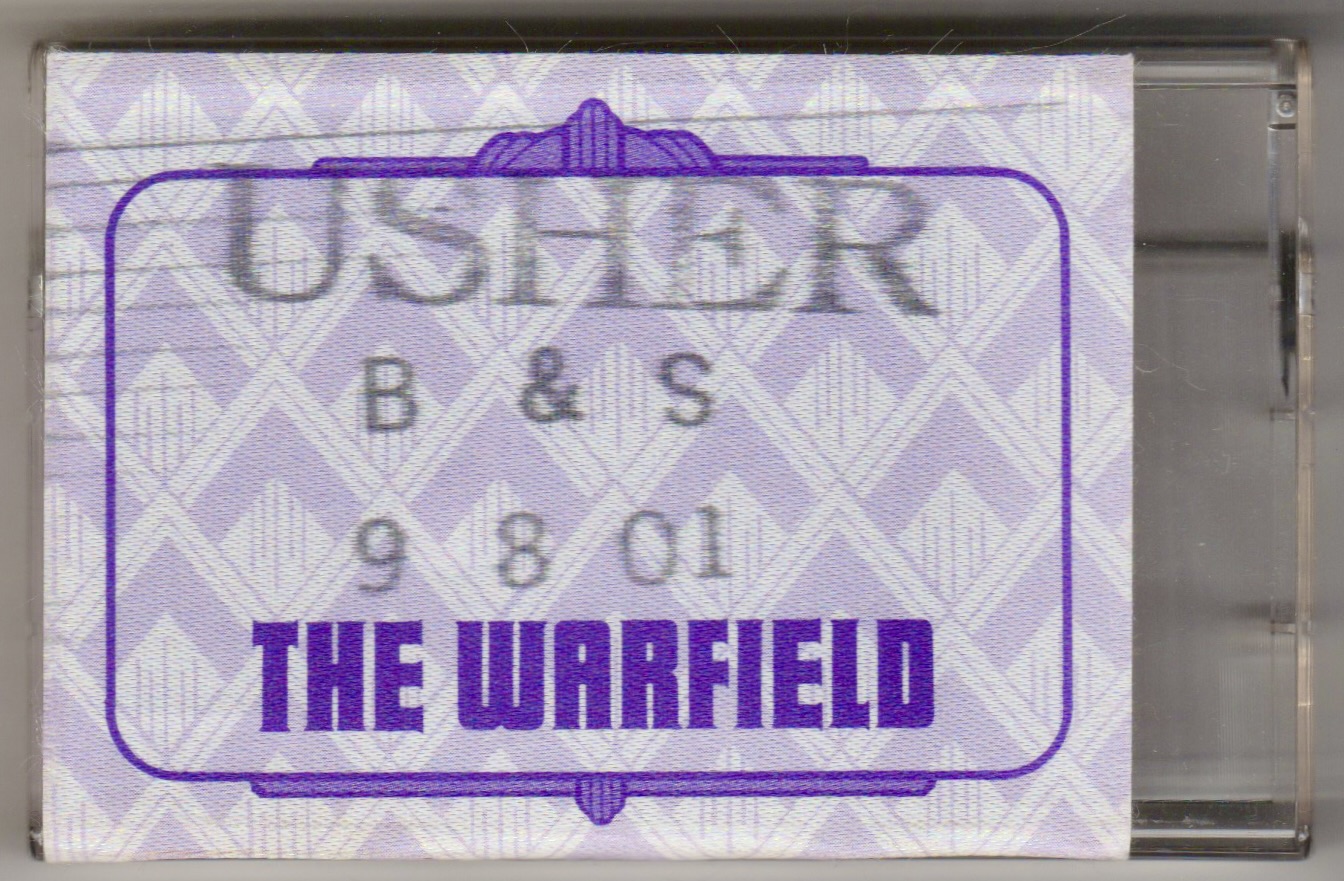 USHER
B & S
9 8 01
THE WARFIELD